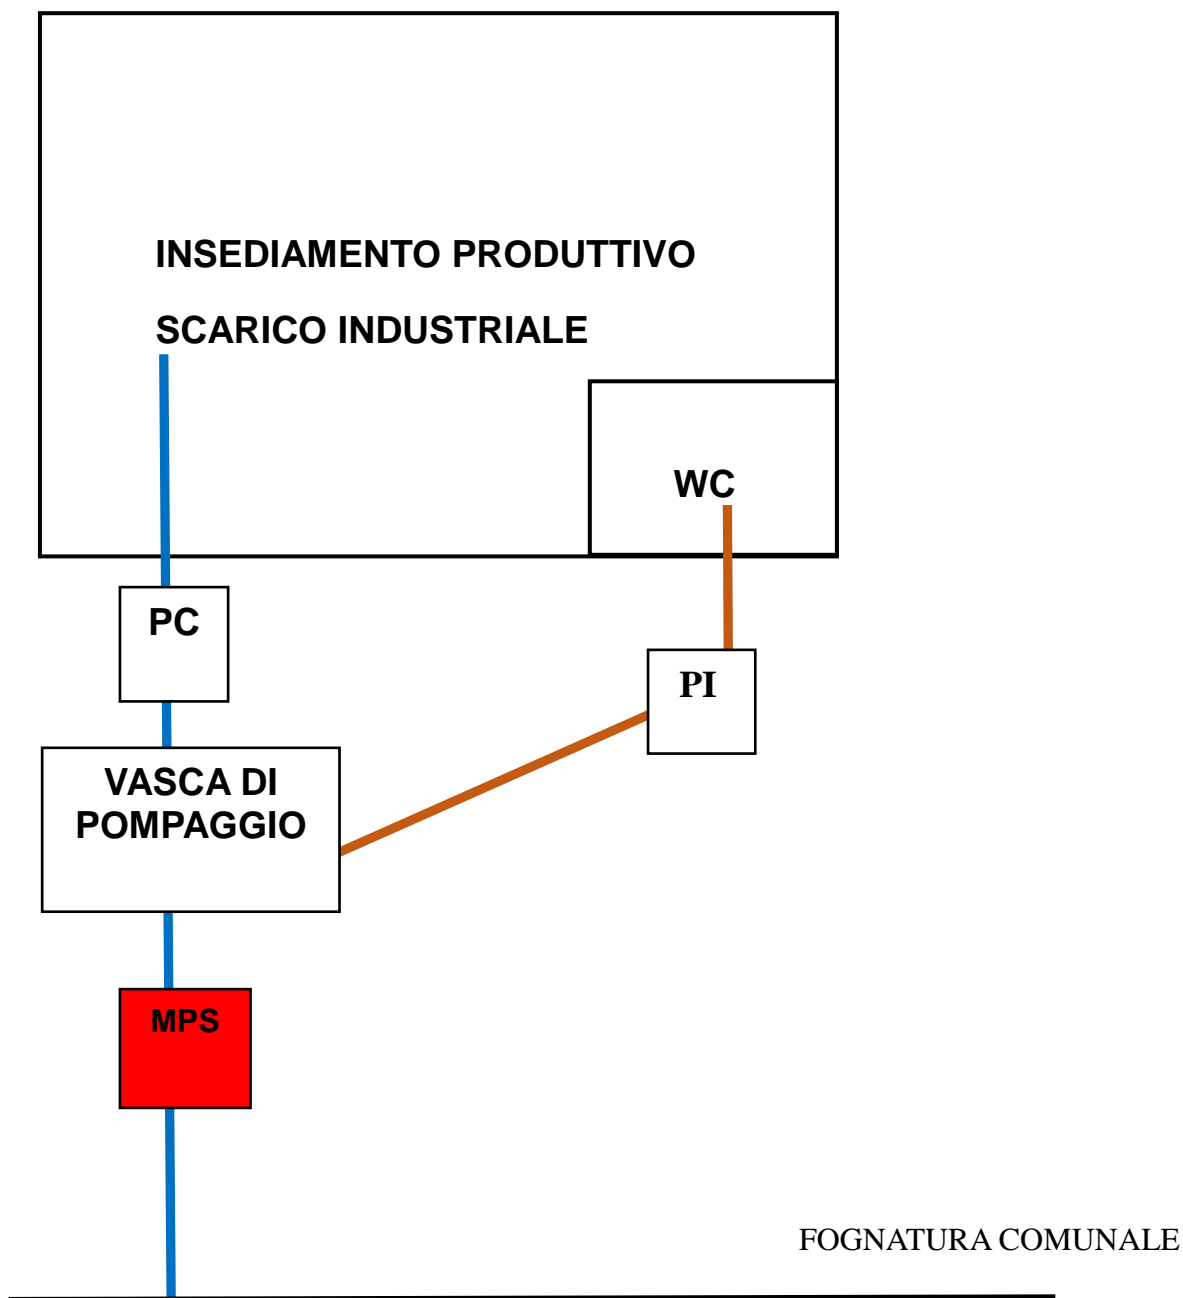 INSEDIAMENTO PRODUTTIVO
SCARICO INDUSTRIALE
WC
PC
PI
VASCA DI
POMPAGGIO
MPS
FOGNATURA COMUNALE